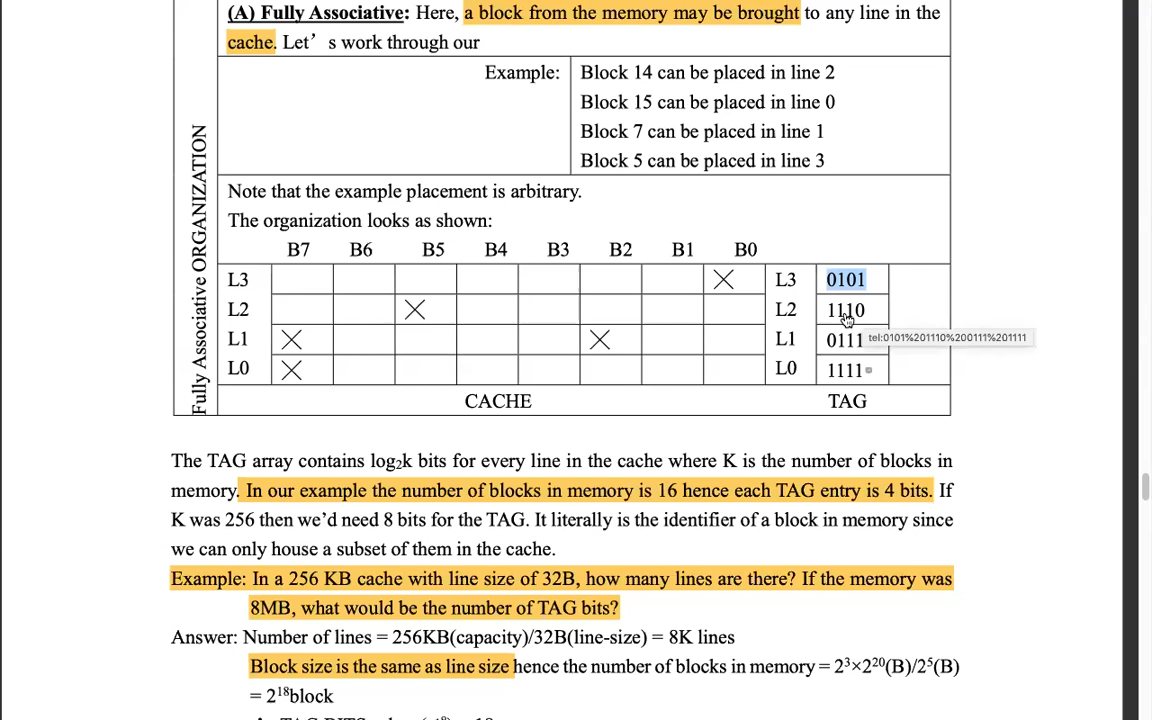 (A) Fully Associative: Here, a block from the memory may be brought to any line in the
cache. Let’ s work through our
Example:
Block 14 can be placed in line 2
Block 15 can be placed in line 0
Block 7 can be placed in line 1
Block 5 can be placed in line 3
Fully Associative ORGANIZATION
Note that the example placement is arbitrary.
The organization looks as shown:
B7 B6 B5 B4 B3 B2 B1 B0
L3 L3 0101
L2 L2 1110
L1 L1 0111
tel:0101%201110%200111%201111
L0 L0 1111
CACHE TAG
The TAG array contains log₂k bits for every line in the cache where K is the number of blocks in
memory. In our example the number of blocks in memory is 16 hence each TAG entry is 4 bits. If
K was 256 then we’d need 8 bits for the TAG. It literally is the identifier of a block in memory since
we can only house a subset of them in the cache.
Example: In a 256 KB cache with line size of 32B, how many lines are there? If the memory was
8MB, what would be the number of TAG bits?
Answer: Number of lines = 256KB(capacity)/32B(line-size) = 8K lines
Block size is the same as line size hence the number of blocks in memory = 2³×2²⁰(B)/2⁵(B)
= 2¹⁸block